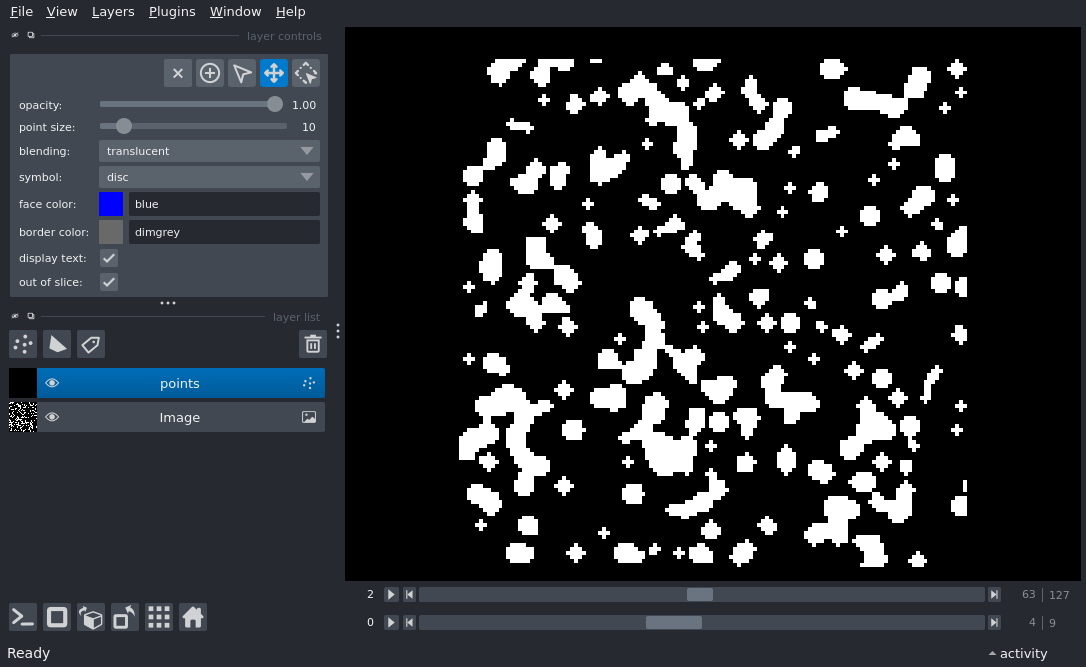 File View Layers Plugins Window Help
layer controls
opacity: 1.00
point size: 10
blending: translucent
symbol: disc
face color: blue
border color: dimgrey
display text:
out of slice:
layer list
points
Image
2 63 127
0 4 9
Ready activity